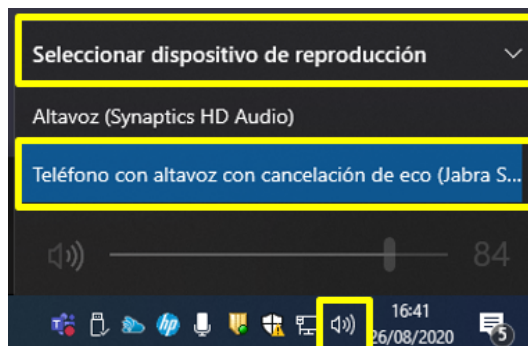 Seleccionar dispositivo de reproducción
Altavoz (Synaptics HD Audio)
Teléfono con altavoz con cancelación de eco (Jabra S...
84
hp
16:41
26/08/2020
5